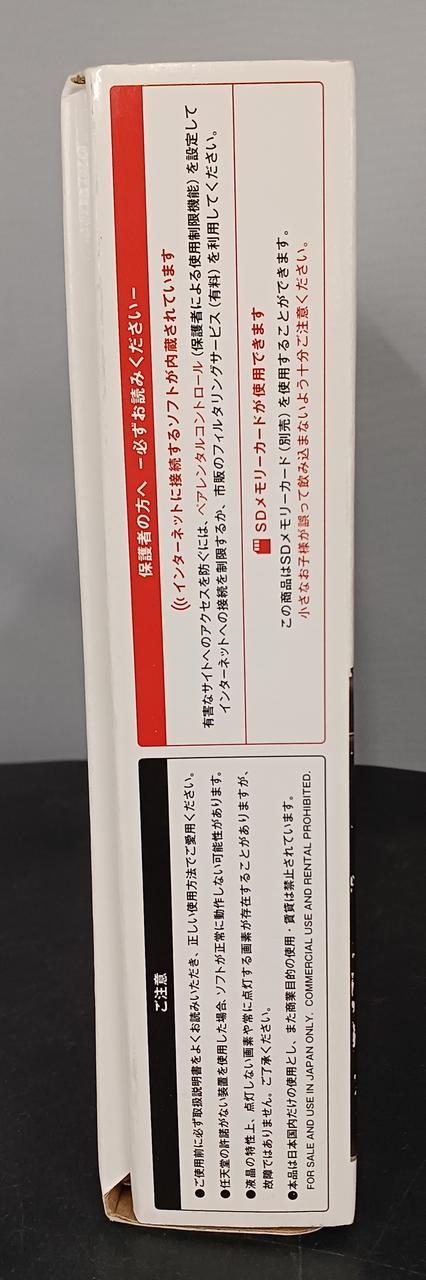 保護者の方へ −必ずお読みください−
インターネットに接続するソフトが内蔵されています
有害なサイトへのアクセスを防ぐには、ペアレンタルコントロール(保護者による使用制限機能)を設定して
インターネットへの接続を制限するか、市販のフィルタリングサービス(有料)を利用してください。
SDメモリーカードが使用できます
この商品はSDメモリーカード(別売)を使用することができます。
小さなお子様が誤って飲み込まないよう十分ご注意ください。
ご注意
●ご使用前に必ず取扱説明書をよくお読みいただき、正しい使用方法でご愛用ください。
●任天堂の許諾がない装置を使用した場合、ソフトが正常に動作しない可能性があります。
●液晶の特性上、点灯しない画素や常に点灯する画素が存在することがありますが、
故障ではありません。ご了承ください。
●本品は日本国内だけの使用とし、また商業目的の使用・賃貸は禁止されています。
FOR SALE AND USE IN JAPAN ONLY. COMMERCIAL USE AND RENTAL PROHIBITED.